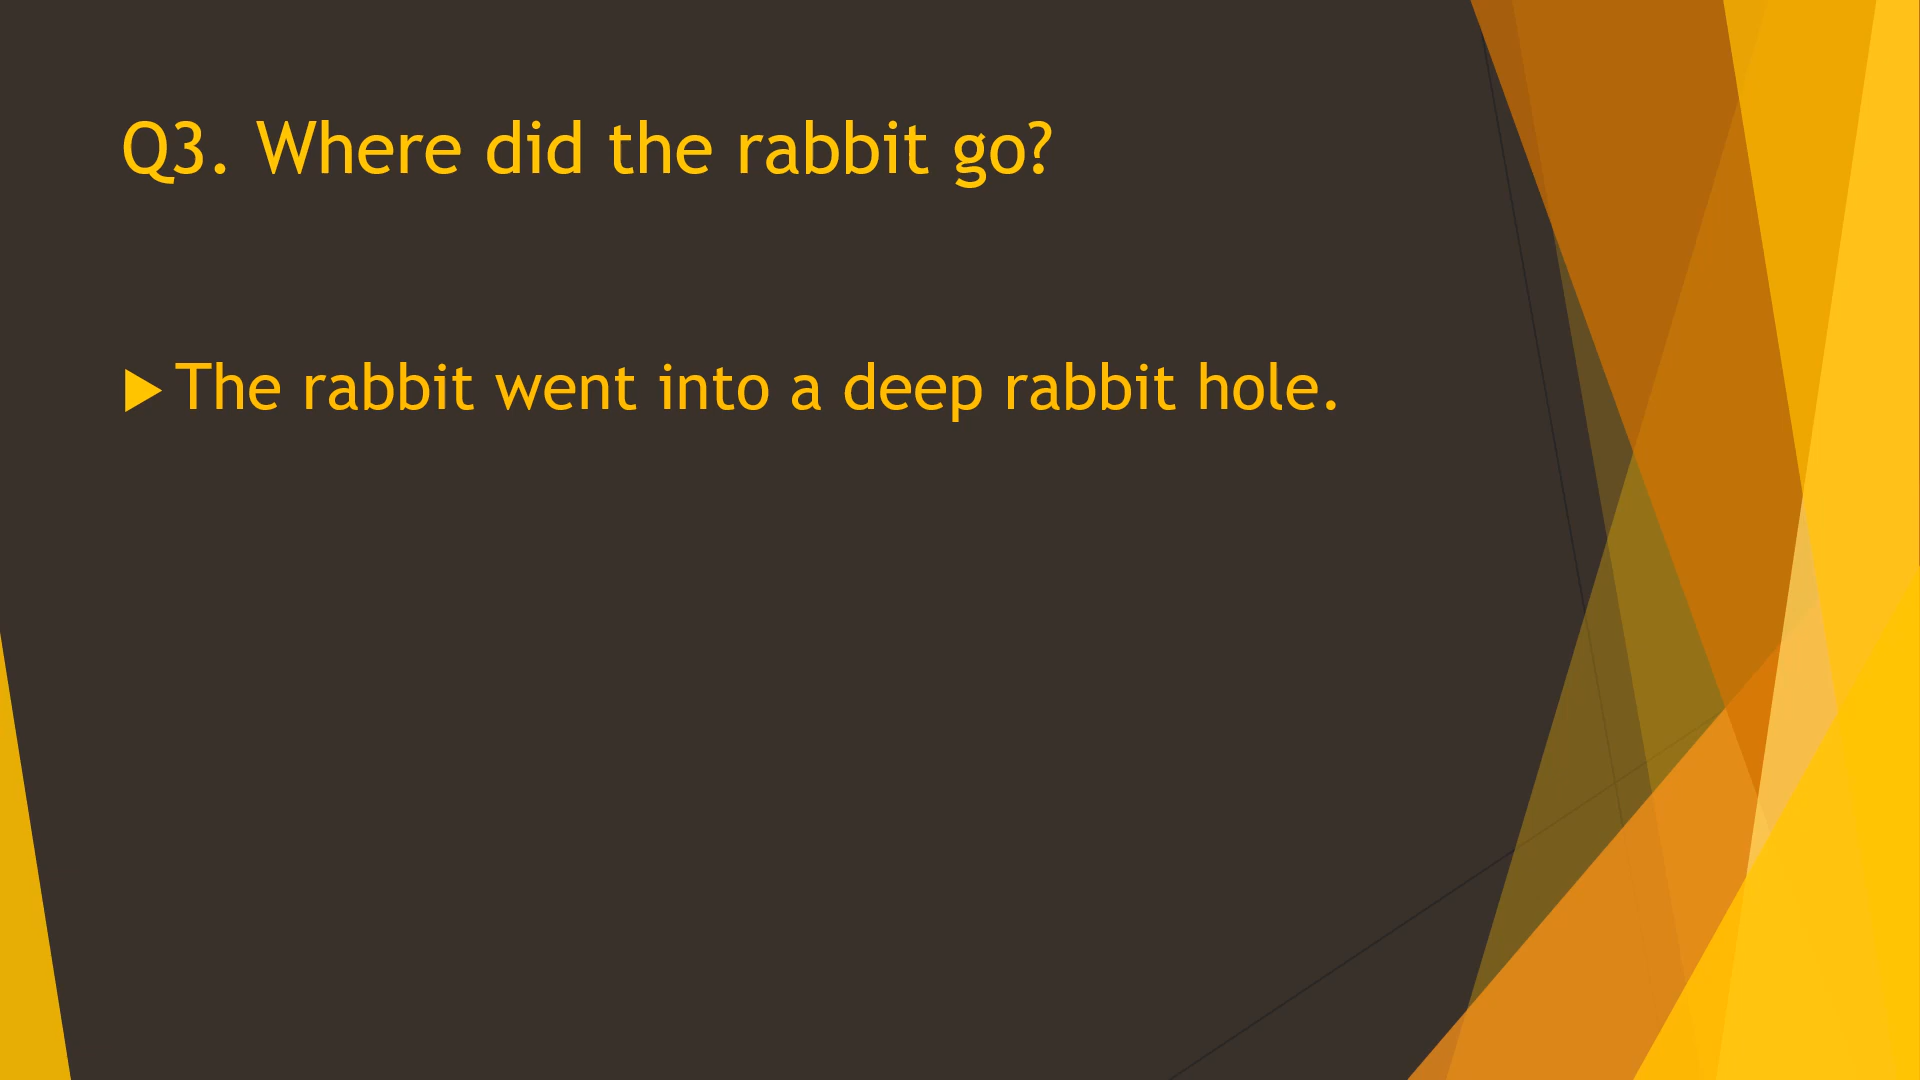 Q3. Where did the rabbit go?
The rabbit went into a deep rabbit hole.